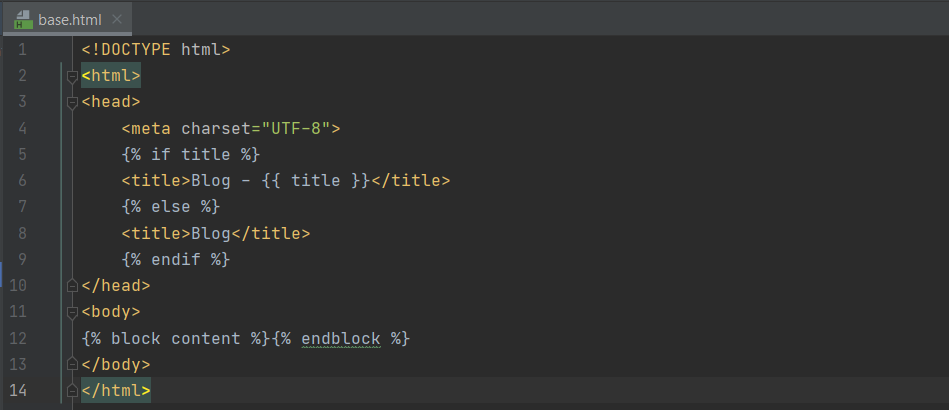 base.html
1 <!DOCTYPE html>
2 <html>
3 <head>
4     <meta charset="UTF-8">
5     {% if title %}
6     <title>Blog - {{ title }}</title>
7     {% else %}
8     <title>Blog</title>
9     {% endif %}
10 </head>
11 <body>
12 {% block content %}{% endblock %}
13 </body>
14 </html>